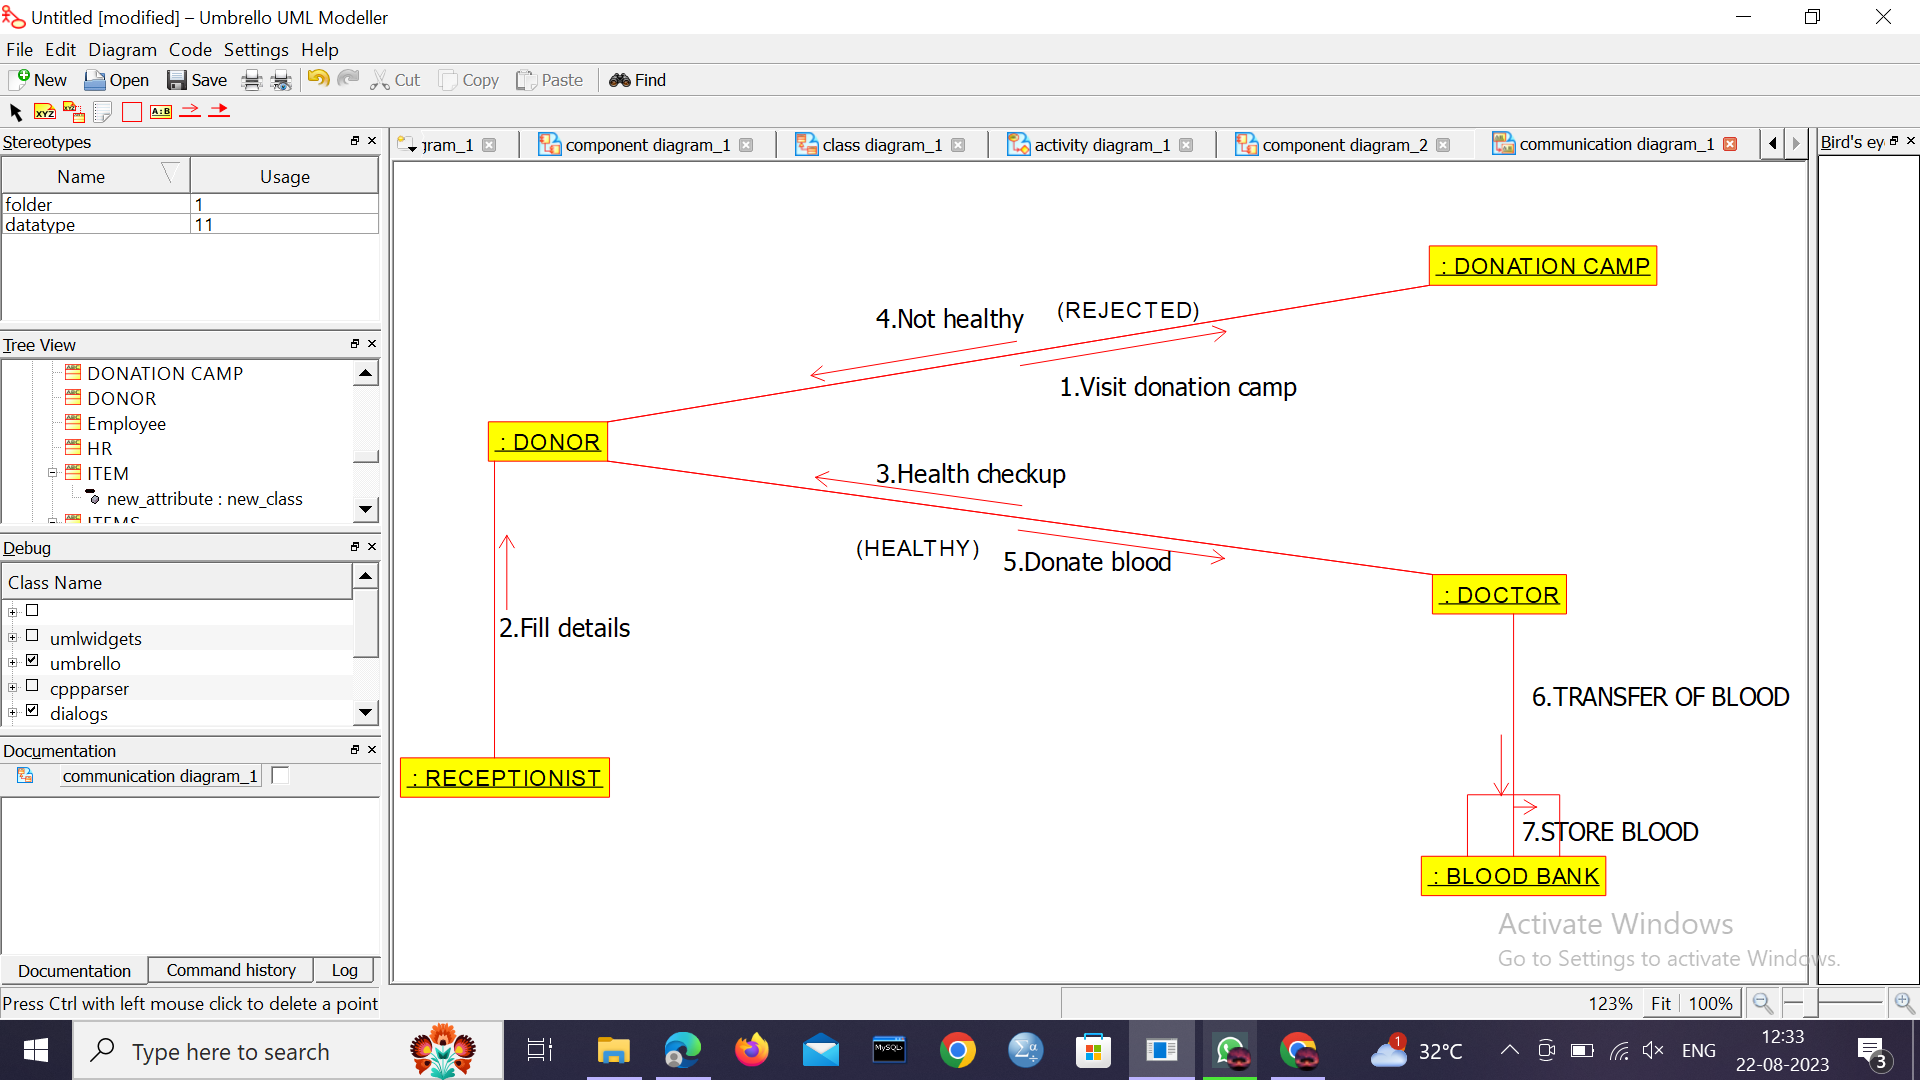 Untitled [modified] – Umbrello UML Modeller
File Edit Diagram Code Settings Help
New Open Save Cut Copy Paste Find
XYZ XYZ A:B
Stereotypes
Name Usage
folder 1
datatype 11
Tree View
DONATION CAMP
DONOR
Employee
HR
ITEM
new_attribute : new_class
ITEMS
Debug
Class Name
umlwidgets
umbrello
cppparser
dialogs
Documentation
communication diagram_1
Documentation Command history Log
Press Ctrl with left mouse click to delete a point
gram_1 component diagram_1 class diagram_1 activity diagram_1 component diagram_2 communication diagram_1
Bird's ey
: DONATION CAMP
4.Not healthy (REJECTED)
1.Visit donation camp
: DONOR
3.Health checkup
(HEALTHY) 5.Donate blood
: DOCTOR
2.Fill details
6.TRANSFER OF BLOOD
: RECEPTIONIST
7.STORE BLOOD
: BLOOD BANK
Activate Windows
Go to Settings to activate Windows.
123% Fit 100%
Type here to search
MySQL
1
32°C
ENG
12:33
22-08-2023
3